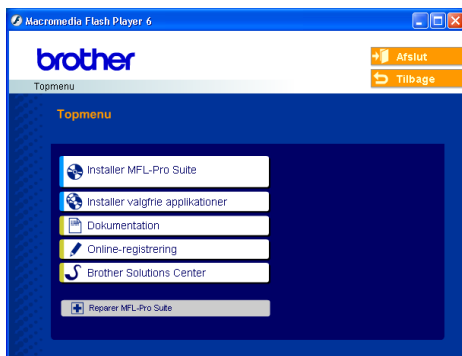 Macromedia Flash Player 6
brother
Afslut
Tilbage
Topmenu
Topmenu
Installer MFL-Pro Suite
Installer valgfrie applikationer
Dokumentation
Online-registrering
Brother Solutions Center
Reparer MFL-Pro Suite